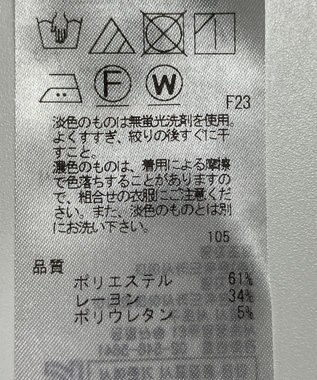 F
W
F23
淡色のものは無蛍光洗剤を使用。
よくすすぎ、絞りの後すぐに干
すこと。
濃色のものは、着用による摩擦
で色落ちすることがありますの
で、組合せの衣服にご注意くだ
さい。また、淡色のものとは別
にお洗い下さい。
105
品質
ポリエステル 61%
レーヨン 34%
ポリウレタン 5%